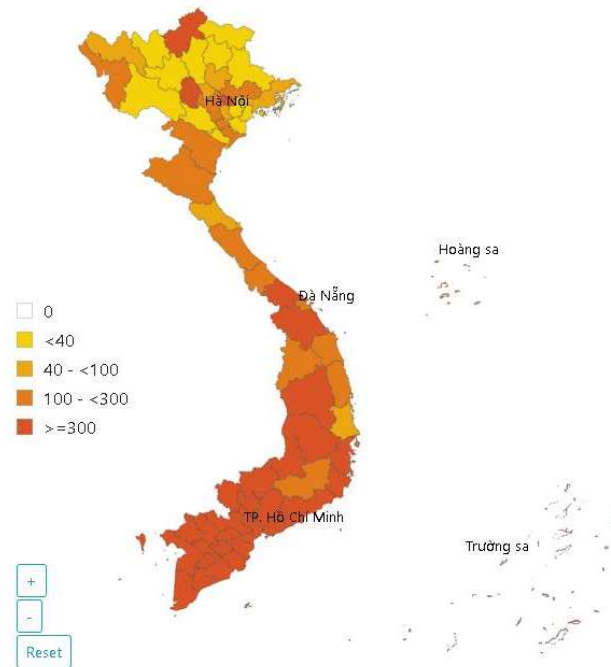 Hà Nội
Hoàng sa
Đà Nẵng
0
<40
40 - <100
100 - <300
>=300
TP. Hồ Chí Minh
Trường sa
+
-
Reset